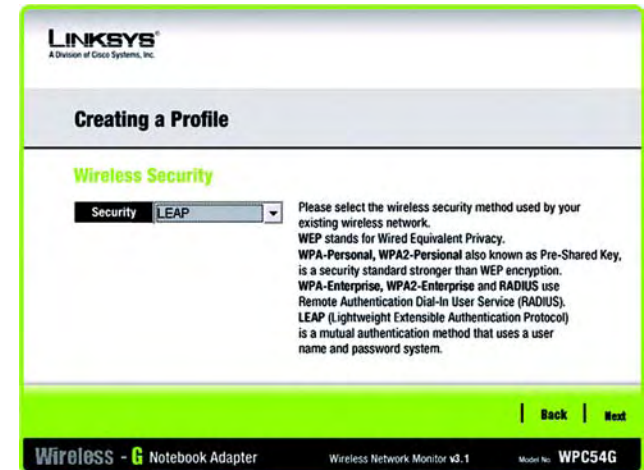 LINKSYS®
A Division of Cisco Systems, Inc.
Creating a Profile
Wireless Security
Security LEAP
Please select the wireless security method used by your
existing wireless network.
WEP stands for Wired Equivalent Privacy.
WPA-Personal, WPA2-Persional also known as Pre-Shared Key,
is a security standard stronger than WEP encryption.
WPA-Enterprise, WPA2-Enterprise and RADIUS use
Remote Authentication Dial-In User Service (RADIUS).
LEAP (Lightweight Extensible Authentication Protocol)
is a mutual authentication method that uses a user
name and password system.
Back Next
Wireless - G Notebook Adapter Wireless Network Monitor v3.1 Model No. WPC54G